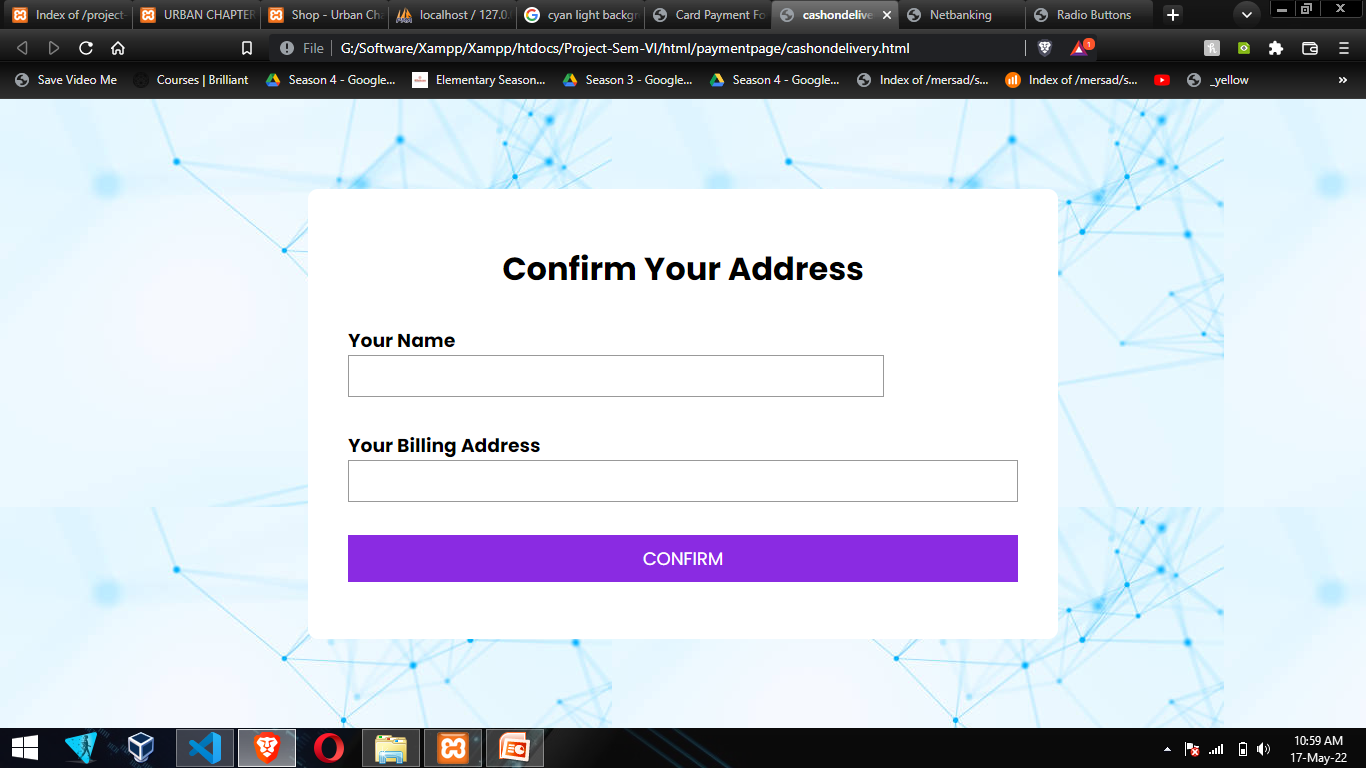 Index of /project-
URBAN CHAPTER
Shop - Urban Ch
localhost / 127.0.
cyan light backgr
Card Payment Fo
cashondelive
Netbanking
Radio Buttons
File
G:/Software/Xampp/Xampp/htdocs/Project-Sem-VI/html/paymentpage/cashondelivery.html
1
Save Video Me
Courses | Brilliant
Season 4 - Google...
Elementary Season...
Season 3 - Google...
Season 4 - Google...
Index of /mersad/s...
Index of /mersad/s...
_yellow
»
Confirm Your Address
Your Name
Your Billing Address
CONFIRM
10:59 AM
17-May-22